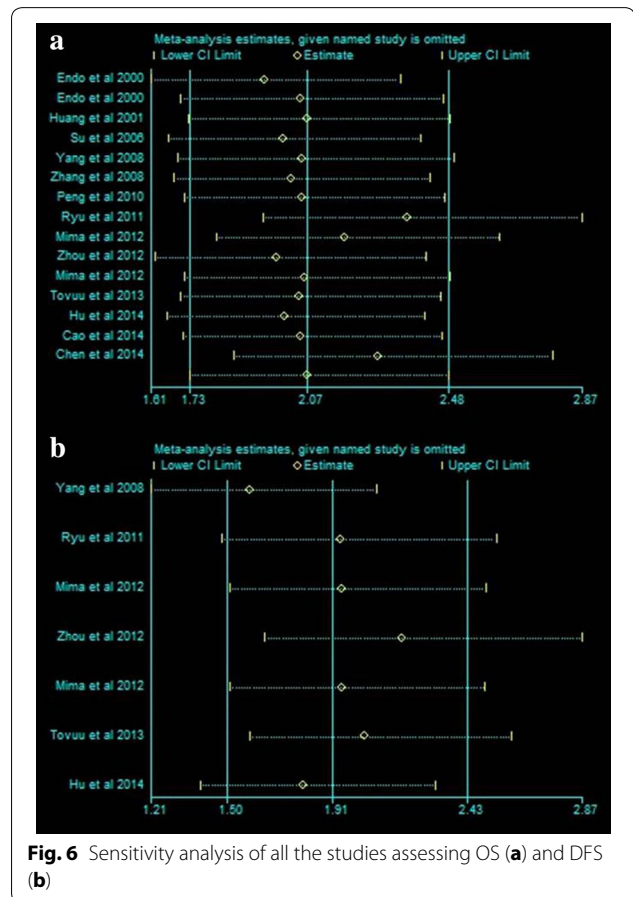 a
Meta-analysis estimates, given named study is omitted
Lower CI Limit Estimate Upper CI Limit
Endo et al 2000
Endo et al 2000
Huang et al 2001
Su et al 2006
Yang et al 2008
Zhang et al 2008
Peng et al 2010
Ryu et al 2011
Mima et al 2012
Zhou et al 2012
Mima et al 2012
Tovuu et al 2013
Hu et al 2014
Cao et al 2014
Chen et al 2014
1.61 1.73 2.07 2.48 2.87
b
Meta-analysis estimates, given named study is omitted
Lower CI Limit Estimate Upper CI Limit
Yang et al 2008
Ryu et al 2011
Mima et al 2012
Zhou et al 2012
Mima et al 2012
Tovuu et al 2013
Hu et al 2014
1.21 1.50 1.91 2.43 2.87
Fig. 6 Sensitivity analysis of all the studies assessing OS (a) and DFS
(b)